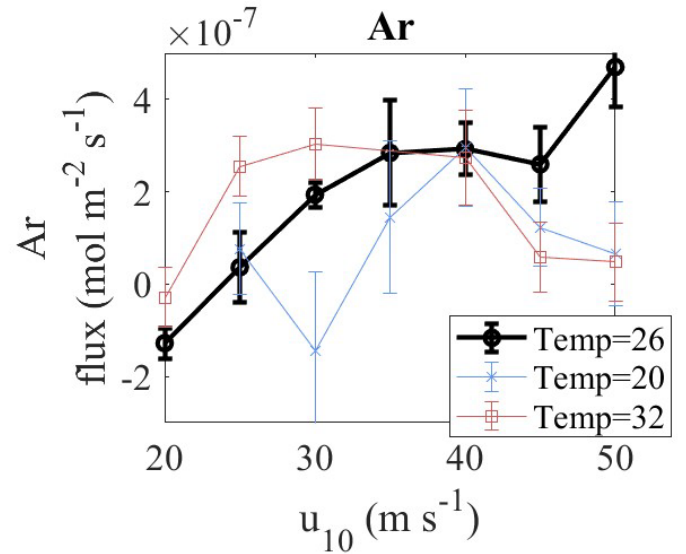 ×10⁻⁷
Ar
Ar
flux (mol m⁻² s⁻¹)
4
2
0
-2
20
30
40
50
u₁₀ (m s⁻¹)
Temp=26
Temp=20
Temp=32